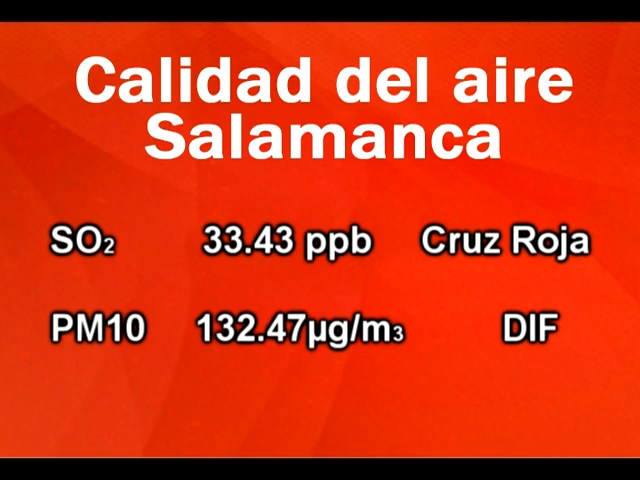 Calidad del aire
Salamanca
SO₂ 33.43 ppb Cruz Roja
PM10 132.47µg/m₃ DIF